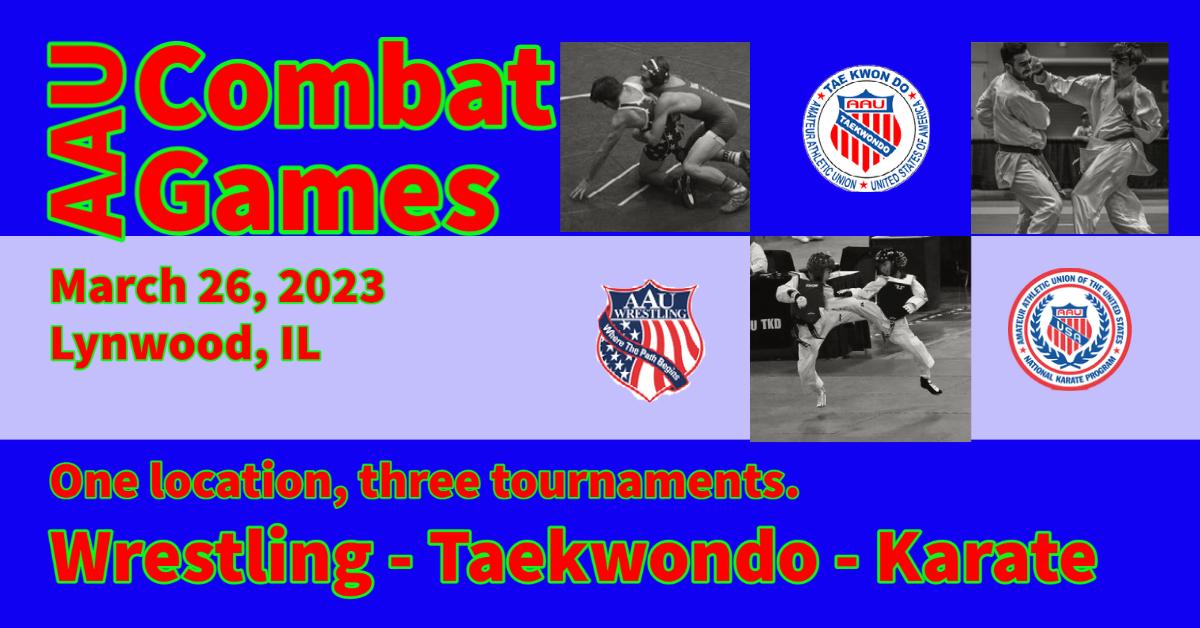 AAU
Combat
Games
TAE KWON DO
AMATEUR ATHLETIC UNION ★ UNITED STATES OF AMERICA
AAU
TAEKWONDO
March 26, 2023
Lynwood, IL
AAU
WRESTLING
Where The Path Begins
U TKD
AMATEUR ATHLETIC UNION OF THE UNITED STATES
AAU
USA
NATIONAL KARATE PROGRAM
One location, three tournaments.
Wrestling - Taekwondo - Karate